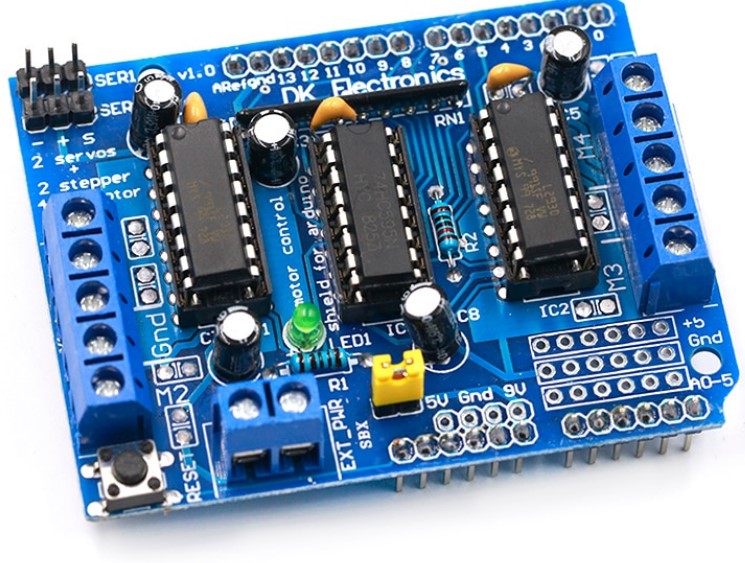 SER1
v1.0
ARef
gnd 13 12 11 10 9 8 7 6 5 4 3 0
DK Electronics
SER
- + S
2 servos
+
2 stepper
motor control
shield for arduino
RN1
R2
M4
M3
IC2
74HC595N
Gnd
M2
LED1
R1
IC
C8
+5
Gnd
A0-5
5V Gnd 9V
EXT_PWR
SBX
RESET